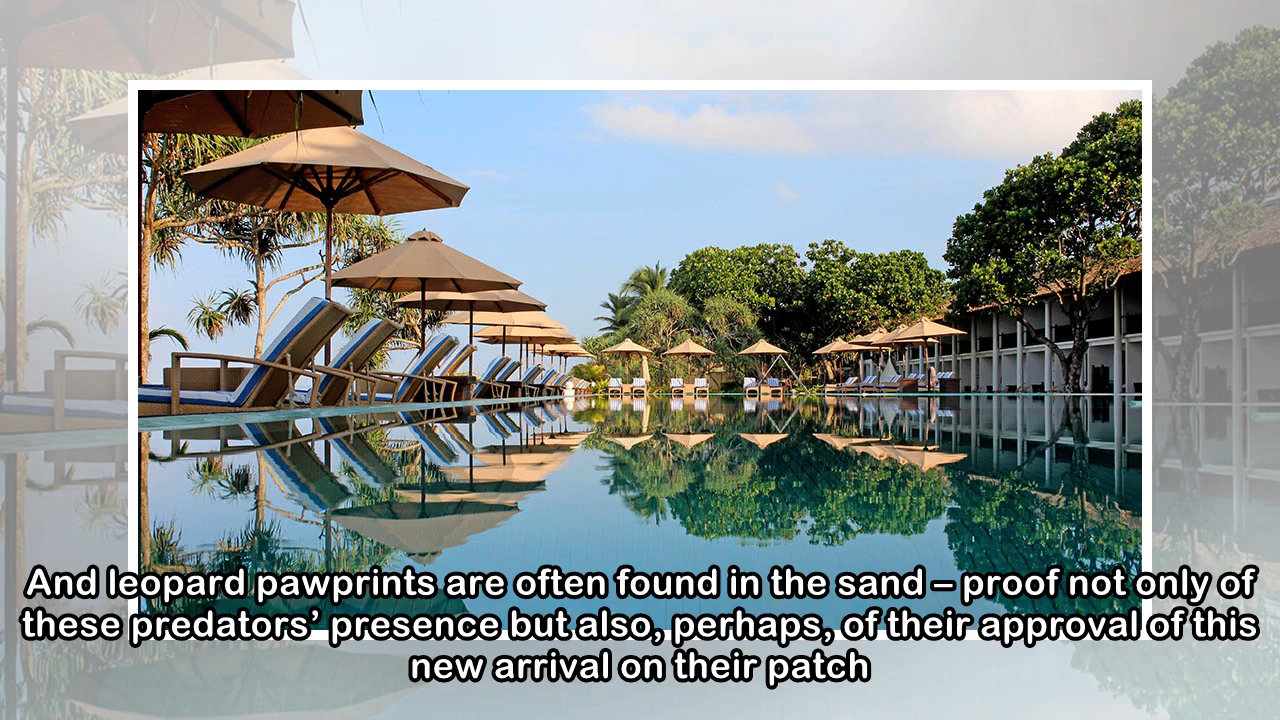 And leopard pawprints are often found in the sand – proof not only of
these predators’ presence but also, perhaps, of their approval of this
new arrival on their patch